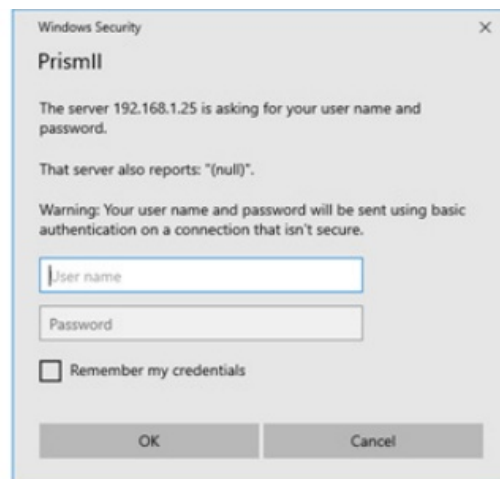 Windows Security
PrismII
The server 192.168.1.25 is asking for your user name and
password.
That server also reports: "(null)".
Warning: Your user name and password will be sent using basic
authentication on a connection that isn't secure.
User name
Password
Remember my credentials
OK Cancel